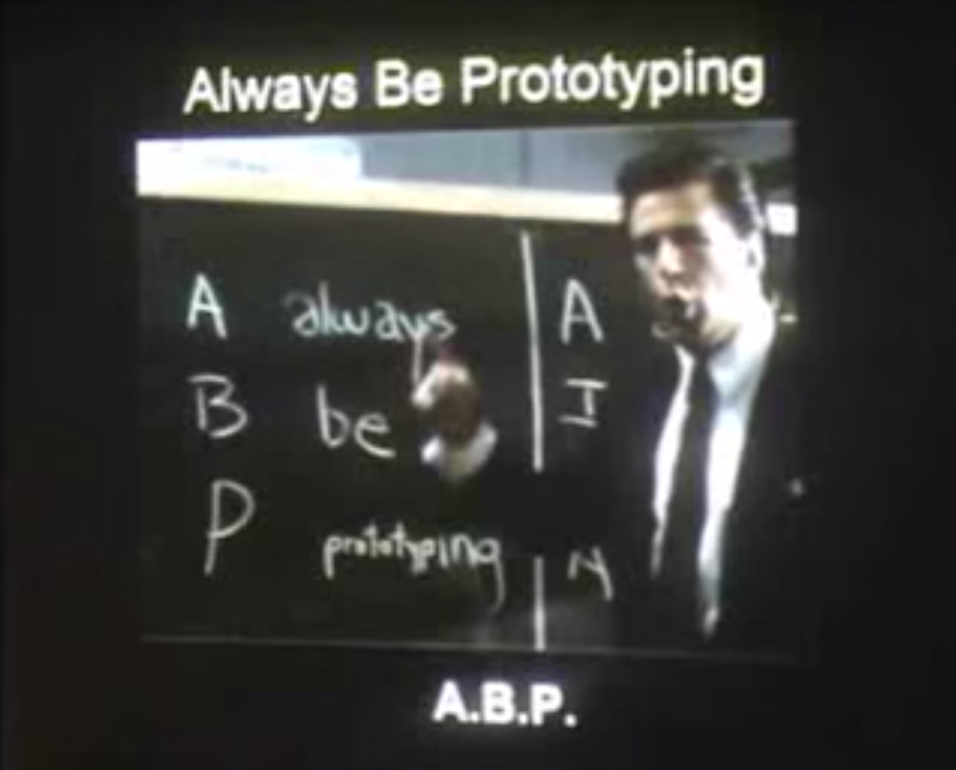 Always Be Prototyping
A always
B be
P prototyping
A
I
A.B.P.